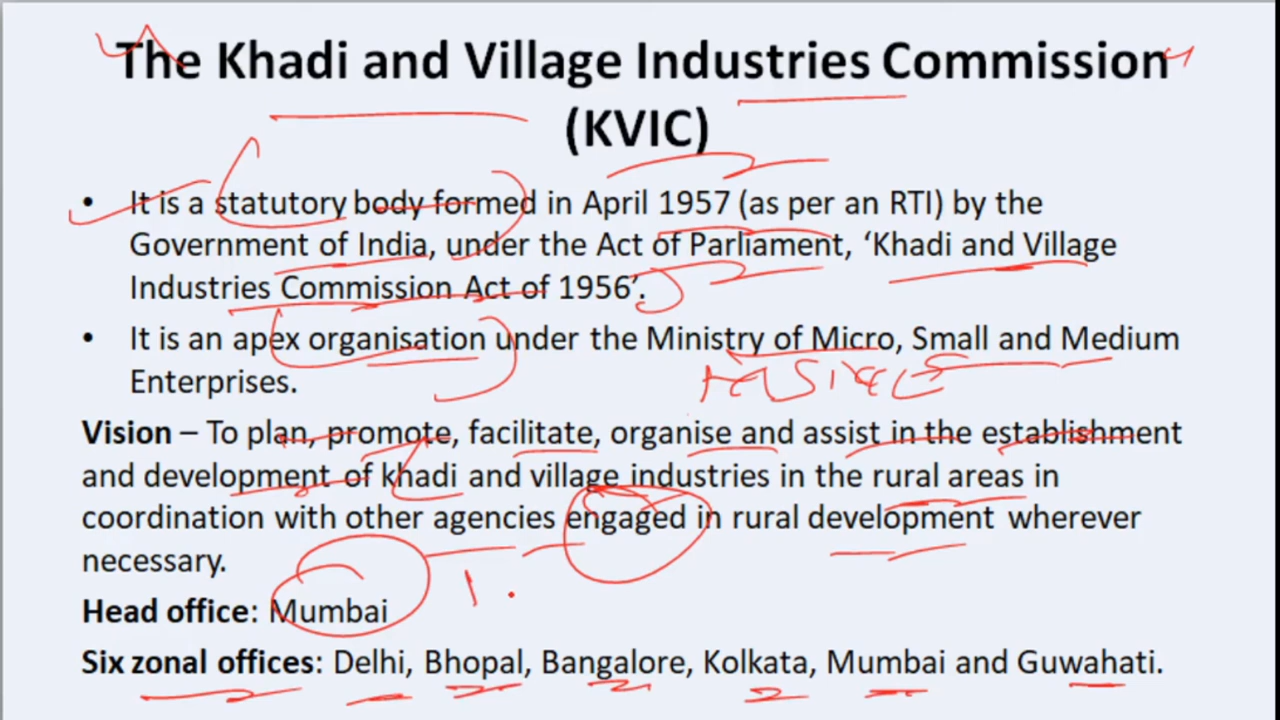 The Khadi and Village Industries Commission
(KVIC)
• It is a statutory body formed in April 1957 (as per an RTI) by the
Government of India, under the Act of Parliament, ‘Khadi and Village
Industries Commission Act of 1956’.
• It is an apex organisation under the Ministry of Micro, Small and Medium
Enterprises.
Vision – To plan, promote, facilitate, organise and assist in the establishment
and development of khadi and village industries in the rural areas in
coordination with other agencies engaged in rural development wherever
necessary.
Head office: Mumbai
Six zonal offices: Delhi, Bhopal, Bangalore, Kolkata, Mumbai and Guwahati.